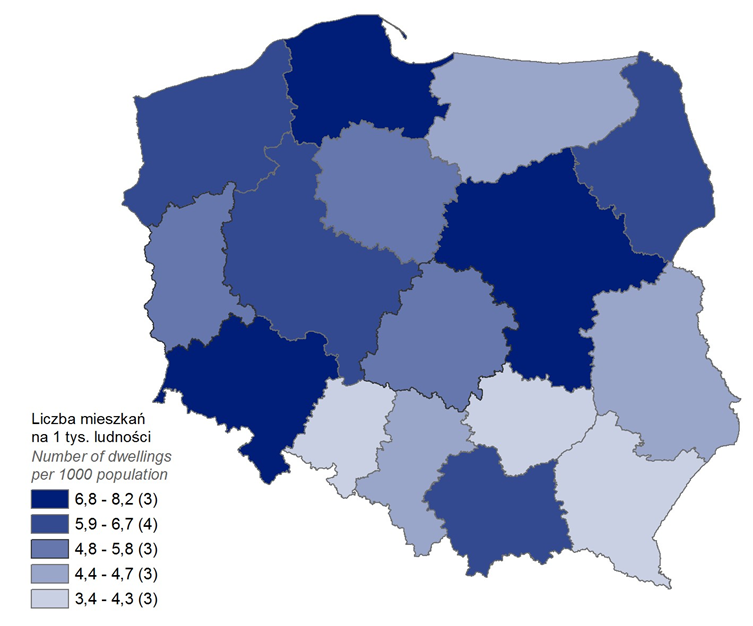 Liczba mieszkań
na 1 tys. ludności
Number of dwellings
per 1000 population
6,8 - 8,2 (3)
5,9 - 6,7 (4)
4,8 - 5,8 (3)
4,4 - 4,7 (3)
3,4 - 4,3 (3)